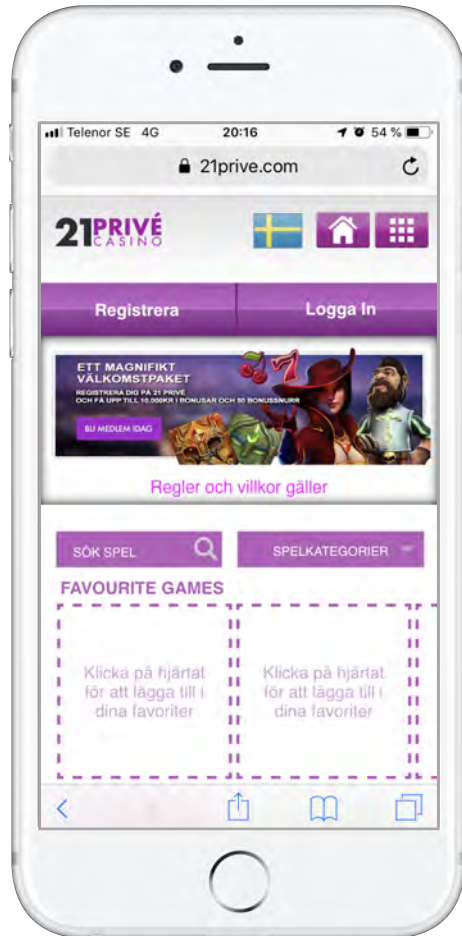 Telenor SE 4G 20:16 54 %
21prive.com
21PRIVÉ
CASINO
Registrera Logga In
ETT MAGNIFIKT
VÄLKOMSTPAKET
REGISTRERA DIG PÅ 21 PRIVÉ
OCH FÅ UPP TILL 10.000KR I BONUSAR OCH 50 BONUSSNURR
BLI MEDLEM IDAG
Regler och villkor gäller
SÖK SPEL SPELKATEGORIER
FAVOURITE GAMES
Klicka på hjärtat Klicka på hjärtat
för att lägga till i för att lägga till i
dina favoriter dina favoriter